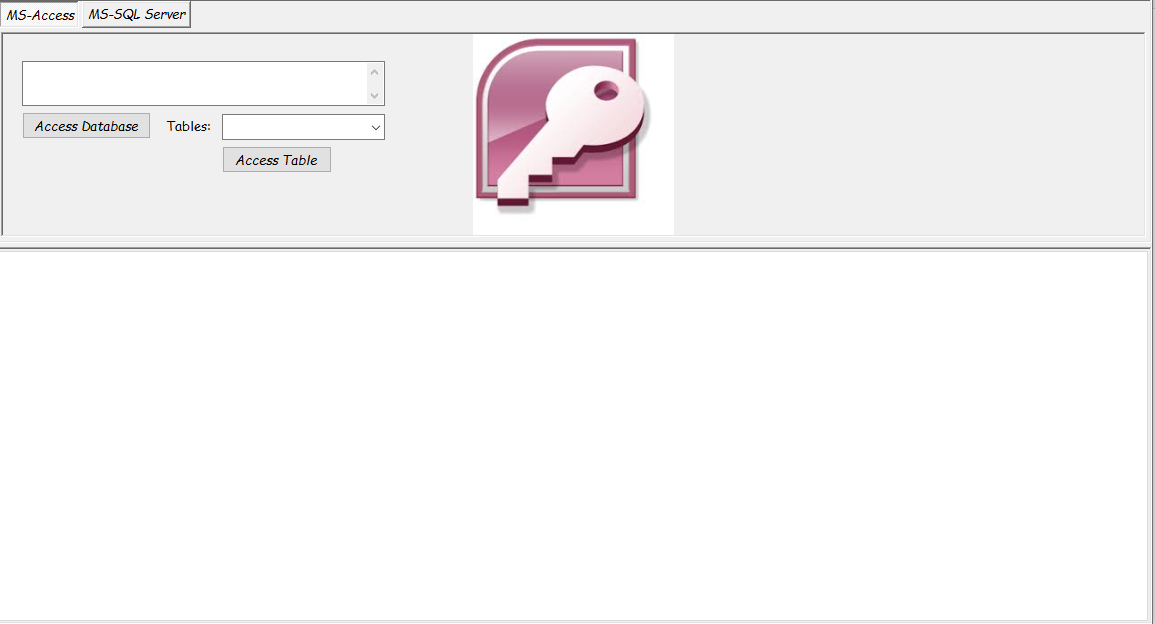 MS-Access
MS-SQL Server
Access Database
Tables:
Access Table